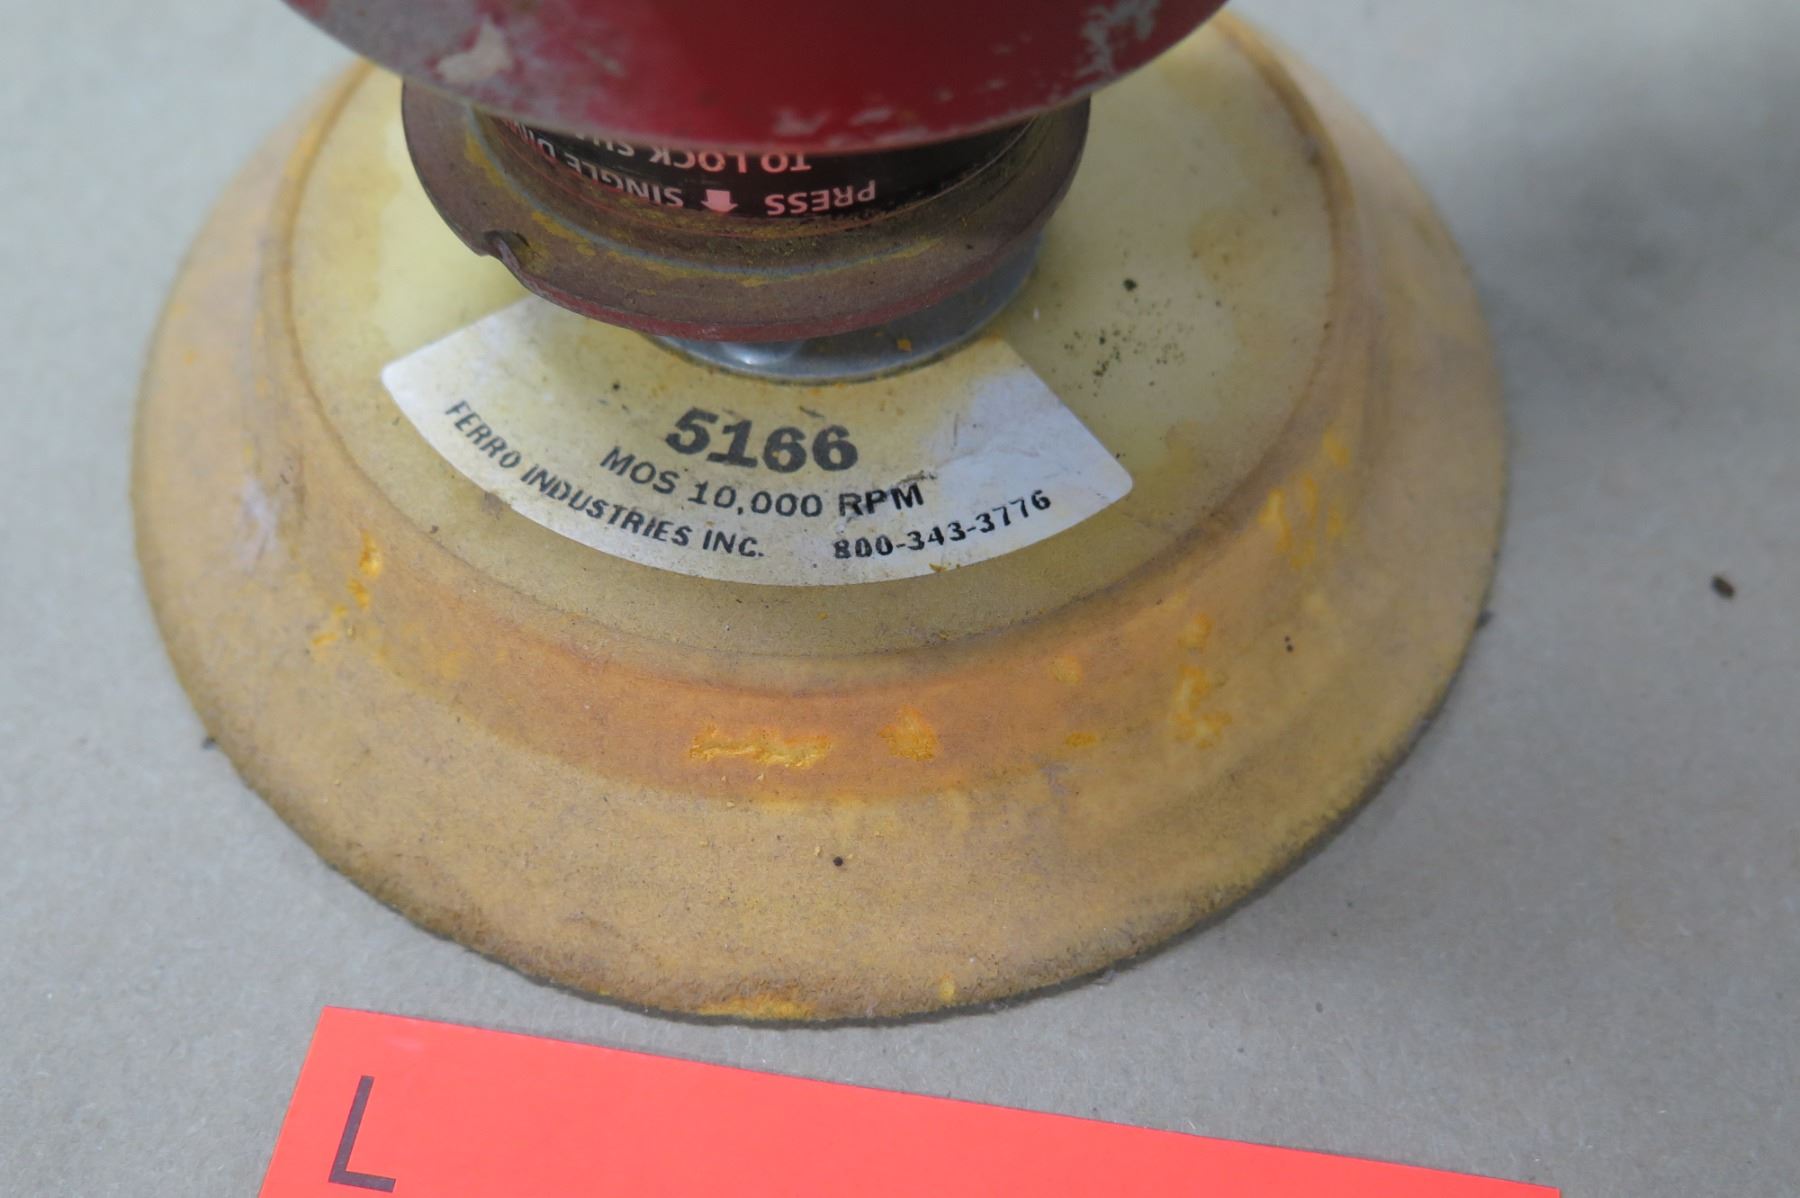 PRESS
TO LOCK
SINGLE
5166
MOS 10,000 RPM
FERRO INDUSTRIES INC. 800-343-3776
L